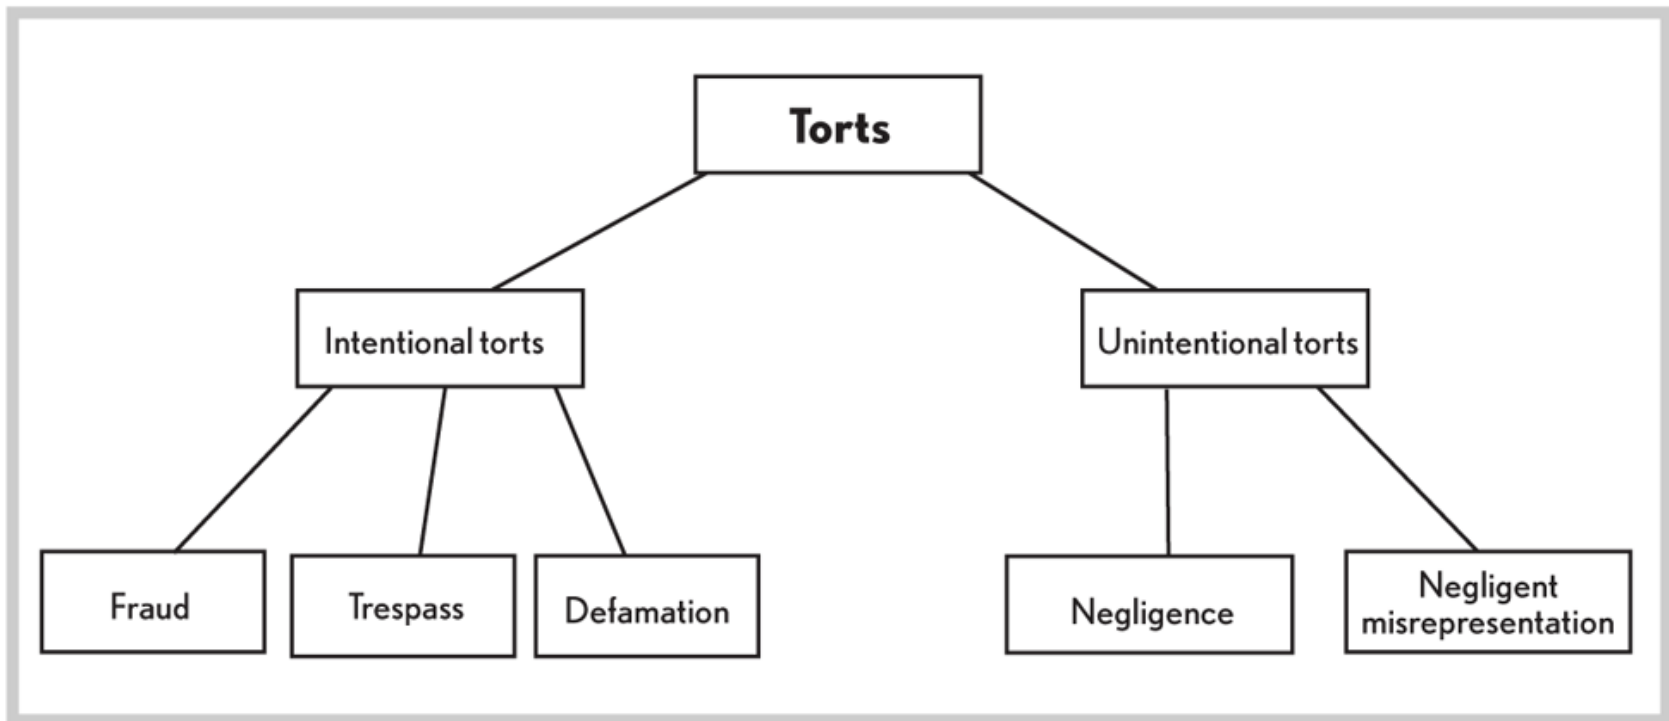 Torts
Intentional torts
Unintentional torts
Fraud
Trespass
Defamation
Negligence
Negligent
misrepresentation